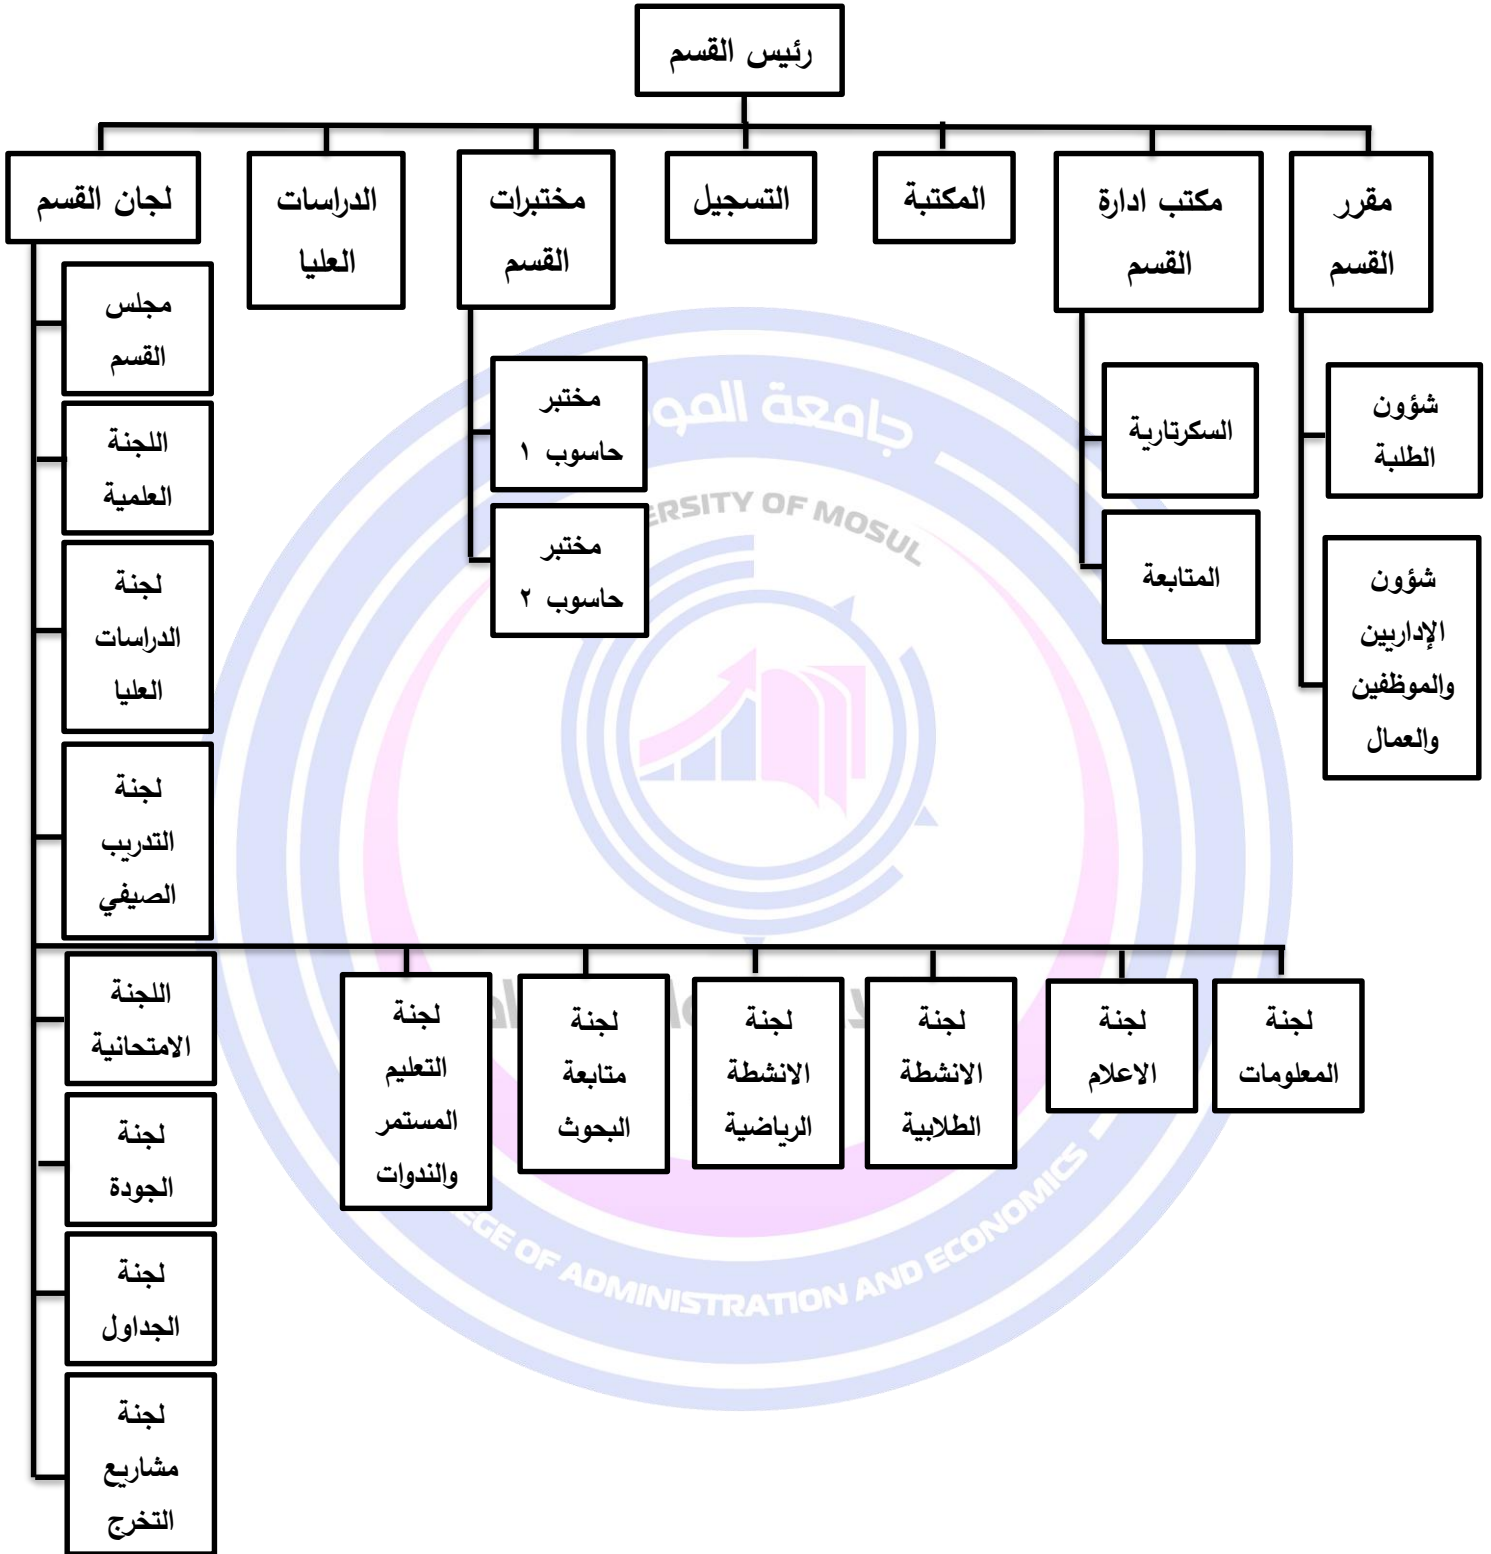 رئيس القسم
مقرر
القسم
مكتب ادارة
القسم
المكتبة
التسجيل
مختبرات
القسم
الدراسات
العليا
لجان القسم
شؤون
الطلبة
شؤون
الإداريين
والموظفين
والعمال
السكرتارية
المتابعة
مختبر
حاسوب ١
مختبر
حاسوب ٢
مجلس
القسم
اللجنة
العلمية
لجنة
الدراسات
العليا
لجنة
التدريب
الصيفي
اللجنة
الامتحانية
لجنة
الجودة
لجنة
الجداول
لجنة
مشاريع
التخرج
لجنة
المعلومات
لجنة
الاعلام
لجنة
الانشطة
الطلابية
لجنة
الانشطة
الرياضية
لجنة
متابعة
البحوث
لجنة
التعليم
المستمر
والندوات
جامعة
OF MOSUL
OF ADMINISTRATION AND ECONOMICS